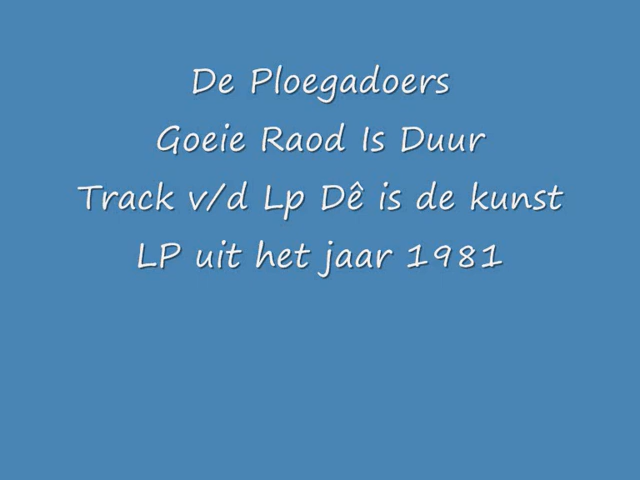 De Ploegadoers
Goeie Raod Is Duur
Track v/d Lp Dê is de kunst
LP uit het jaar 1981